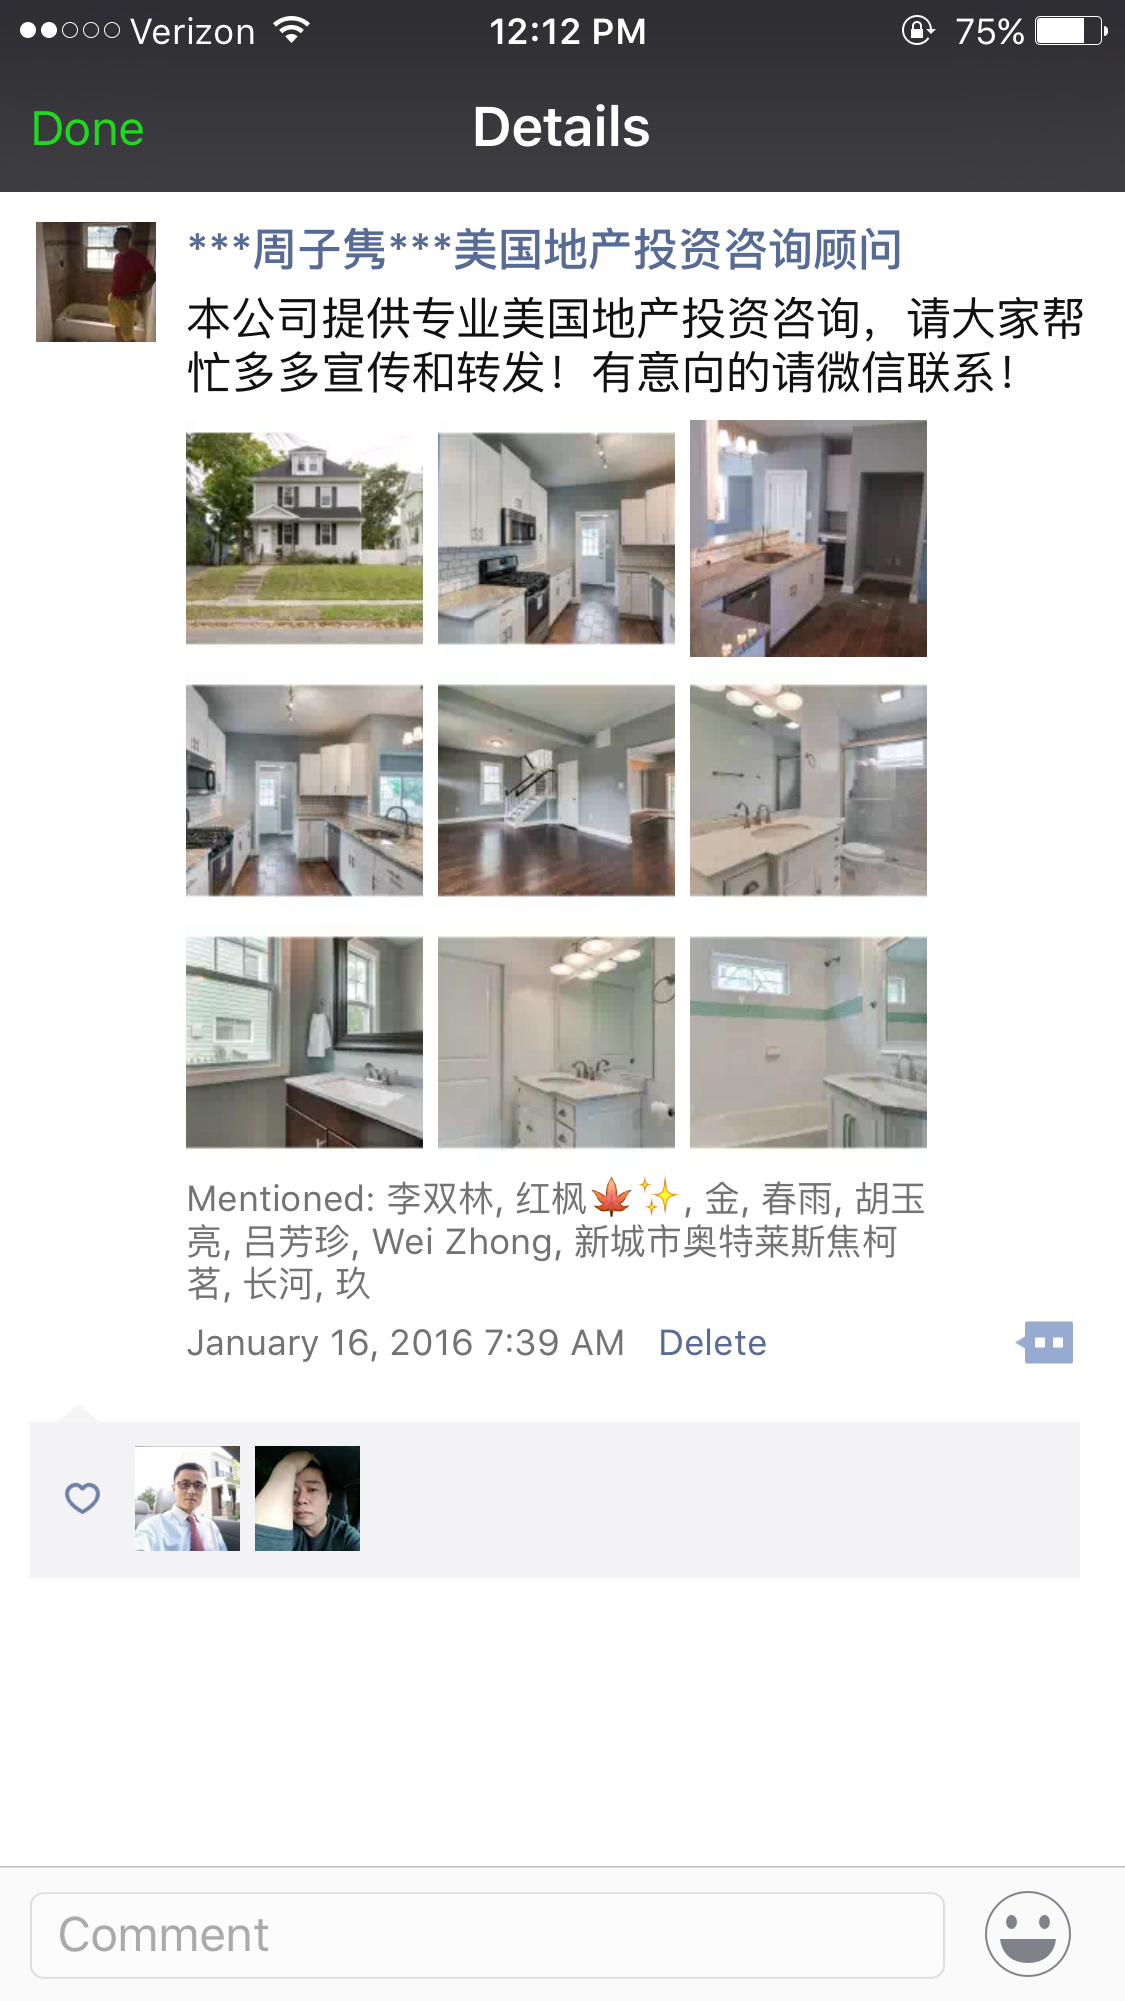 Verizon 12:12 PM 75%
Done Details
***周子隽***美国地产投资咨询顾问
本公司提供专业美国地产投资咨询，请大家帮
忙多多宣传和转发！有意向的请微信联系！
Mentioned: 李双林, 红枫🍁✨, 金, 春雨, 胡玉
亮, 吕芳珍, Wei Zhong, 新城市奥特莱斯焦柯
茗, 长河, 玖
January 16, 2016 7:39 AM Delete
Comment